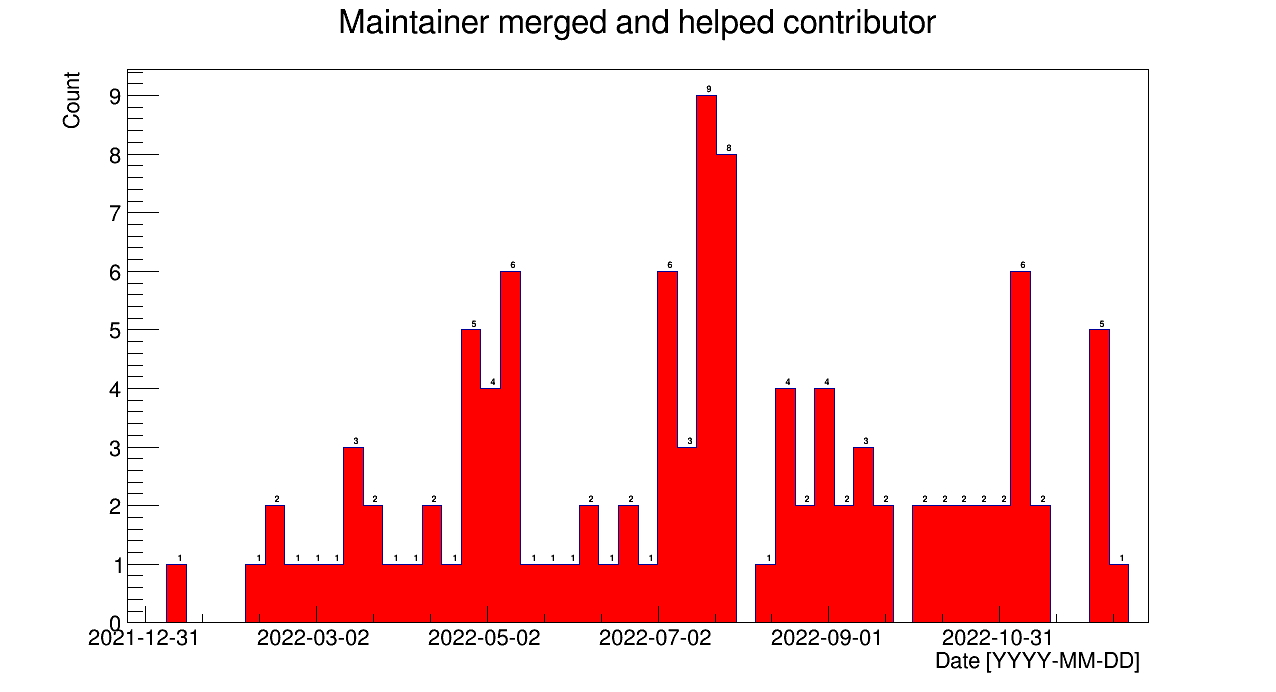 Maintainer merged and helped contributor
Count
9
8
7
6
5
4
3
2
1
0
1 1 2 1 1 1 3 2 1 1 2 1 5 4 6 1 1 1 2 1 2 1 6 3 9 8 1 4 2 4 2 3 2 2 2 2 2 2 6 2 5 1
2021-12-31 2022-03-02 2022-05-02 2022-07-02 2022-09-01 2022-10-31
Date [YYYY-MM-DD]